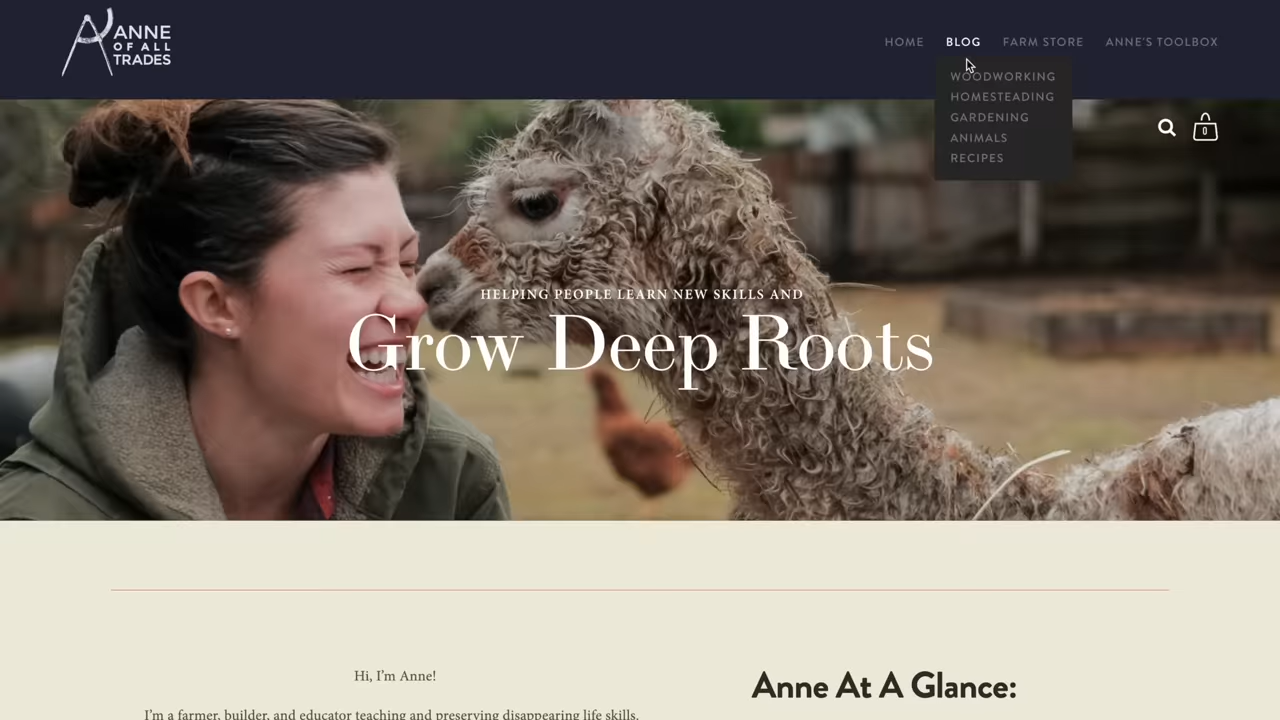 ANNE
OF ALL
TRADES
HOME BLOG FARM STORE ANNE'S TOOLBOX
WOODWORKING
HOMESTEADING
GARDENING
ANIMALS
RECIPES
0
HELPING PEOPLE LEARN NEW SKILLS AND
Grow Deep Roots
Hi, I'm Anne!
Anne At A Glance:
I'm a farmer, builder, and educator teaching and preserving disappearing life skills.